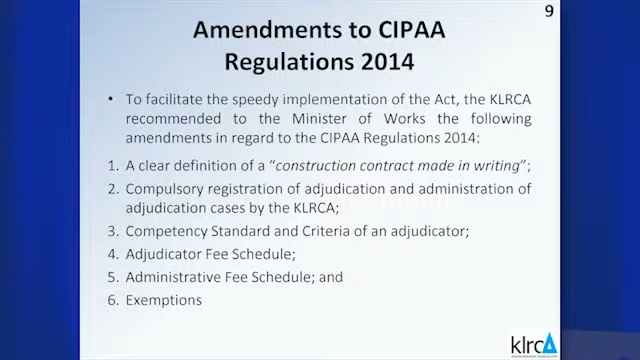 9
Amendments to CIPAA
Regulations 2014
• To facilitate the speedy implementation of the Act, the KLRCA
recommended to the Minister of Works the following
amendments in regard to the CIPAA Regulations 2014:
1. A clear definition of a “construction contract made in writing”;
2. Compulsory registration of adjudication and administration of
adjudication cases by the KLRCA;
3. Competency Standard and Criteria of an adjudicator;
4. Adjudicator Fee Schedule;
5. Administrative Fee Schedule; and
6. Exemptions
klrcA